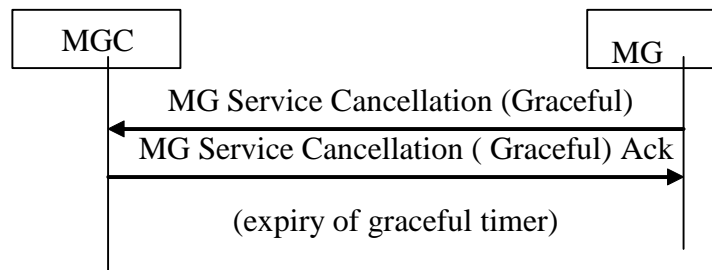 MGC
MG
MG Service Cancellation (Graceful)
MG Service Cancellation ( Graceful) Ack
(expiry of graceful timer)